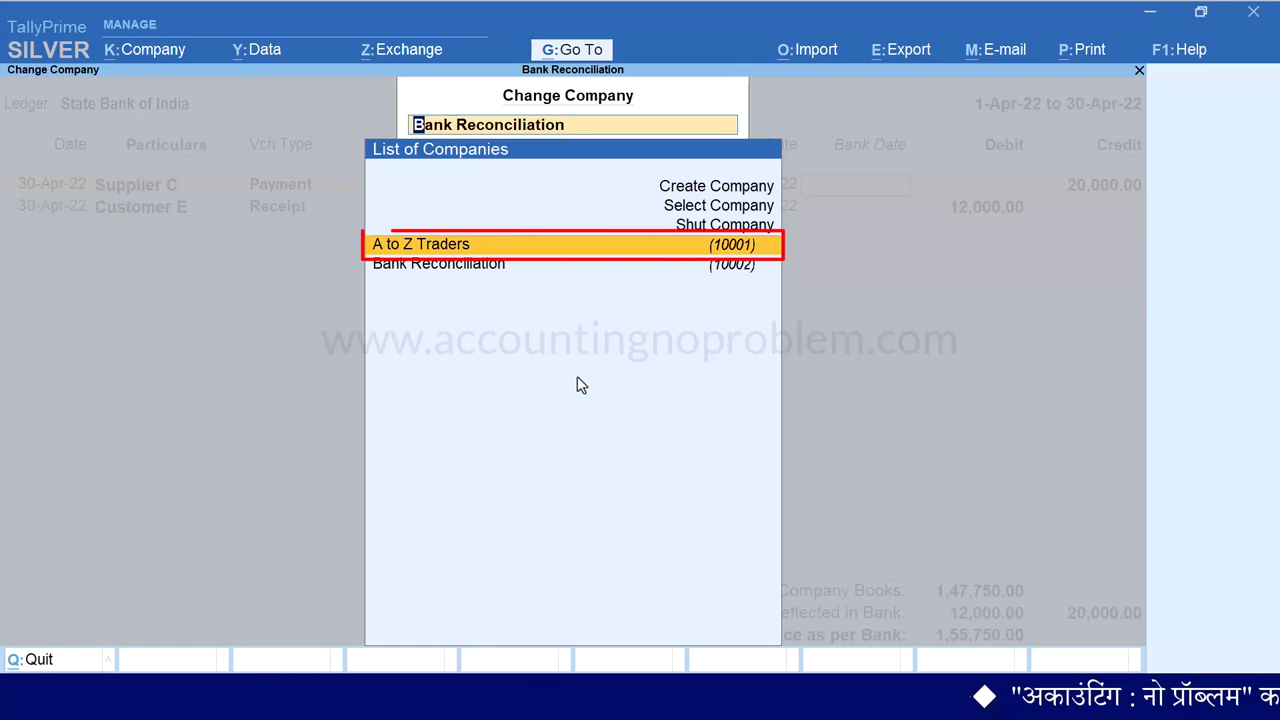 TallyPrime MANAGE
SILVER K:Company Y:Data Z:Exchange G:Go To O:Import E:Export M:E-mail P:Print F1:Help
Change Company Bank Reconciliation
Ledger: State Bank of India Change Company 1-Apr-22 to 30-Apr-22
Bank Reconciliation
Date Particulars Vch Type List of Companies Bank Date Debit Credit
30-Apr-22 Supplier C Payment Create Company 22 20,000.00
30-Apr-22 Customer E Receipt Select Company 22 12,000.00
Shut Company
A to Z Traders (10001)
Bank Reconciliation (10002)
www.accountingnoproblem.com
Company Books: 1,47,750.00
eflected in Bank: 12,000.00 20,000.00
ce as per Bank: 1,55,750.00
Q:Quit
◆ "अकाउंटिंग : नो प्रॉब्लम" क